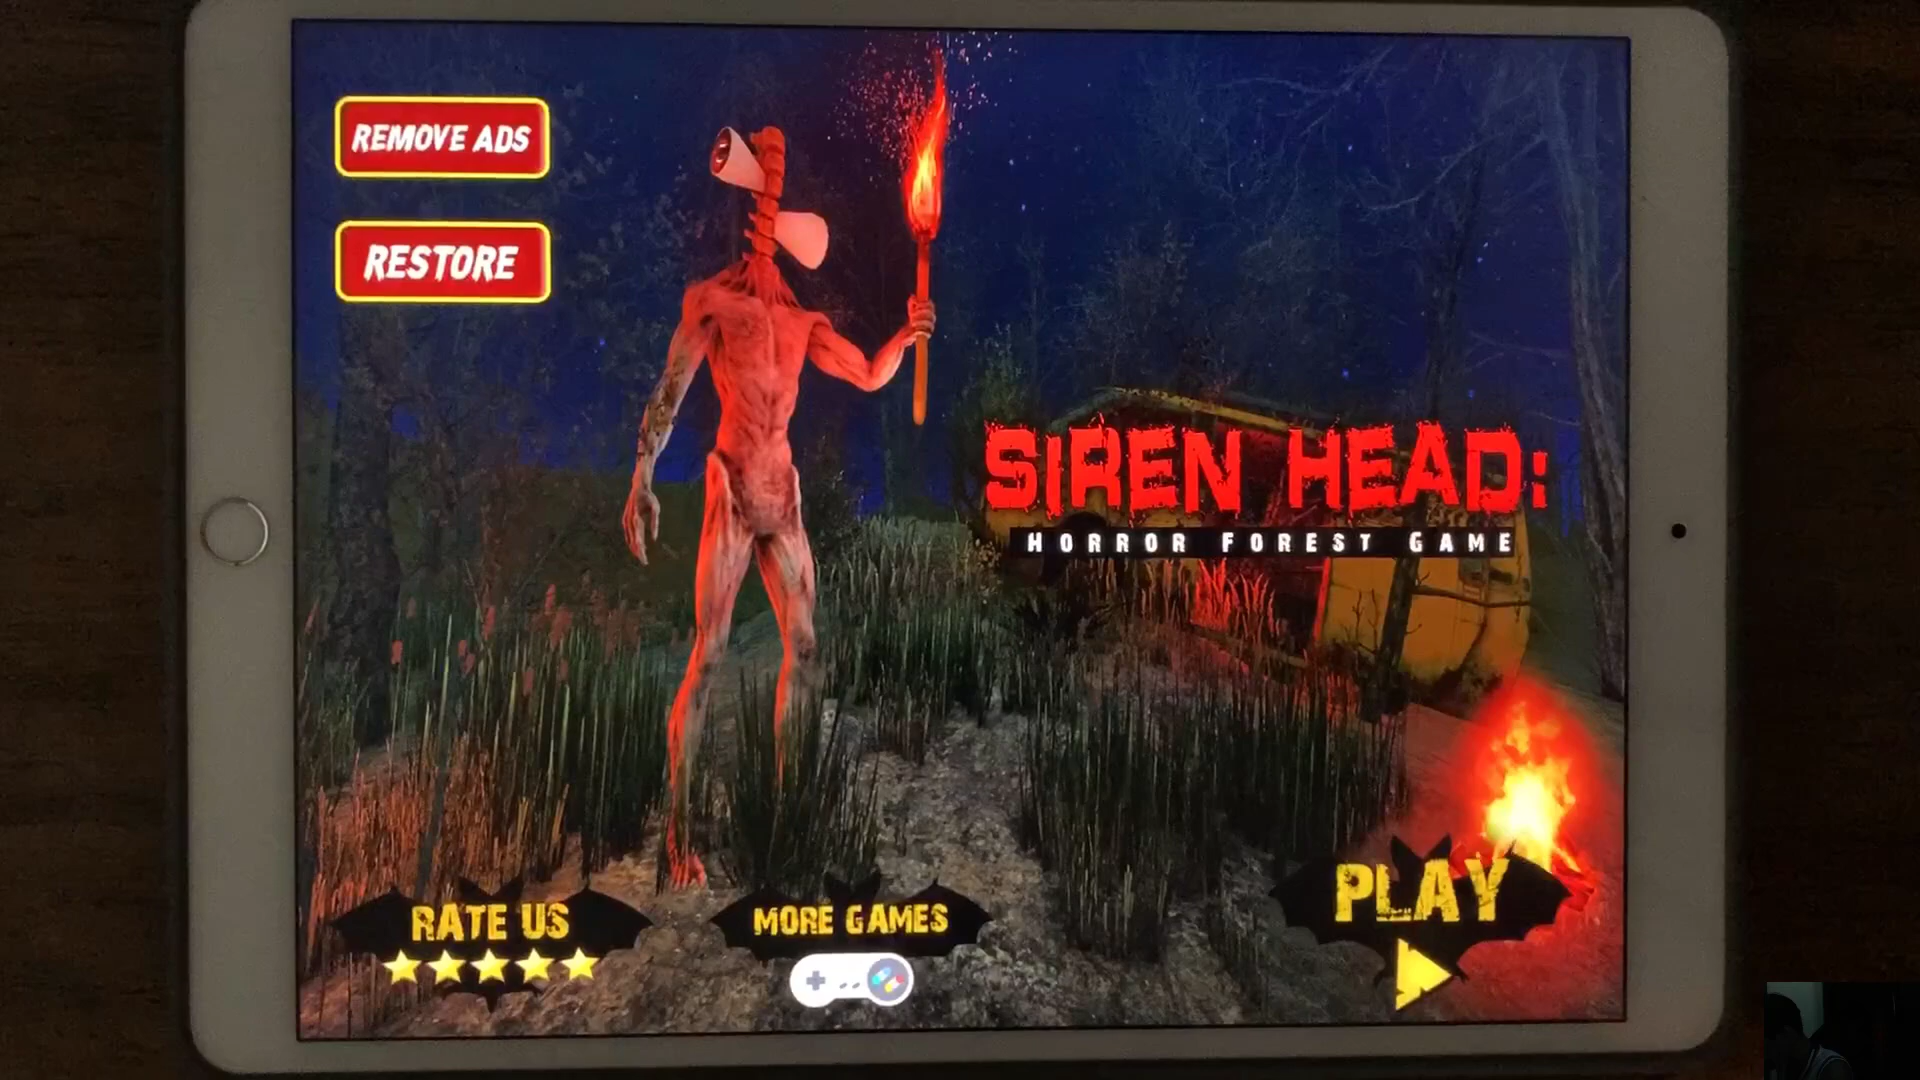 REMOVE ADS
RESTORE
SIREN HEAD:
HORROR FOREST GAME
RATE US
MORE GAMES
PLAY